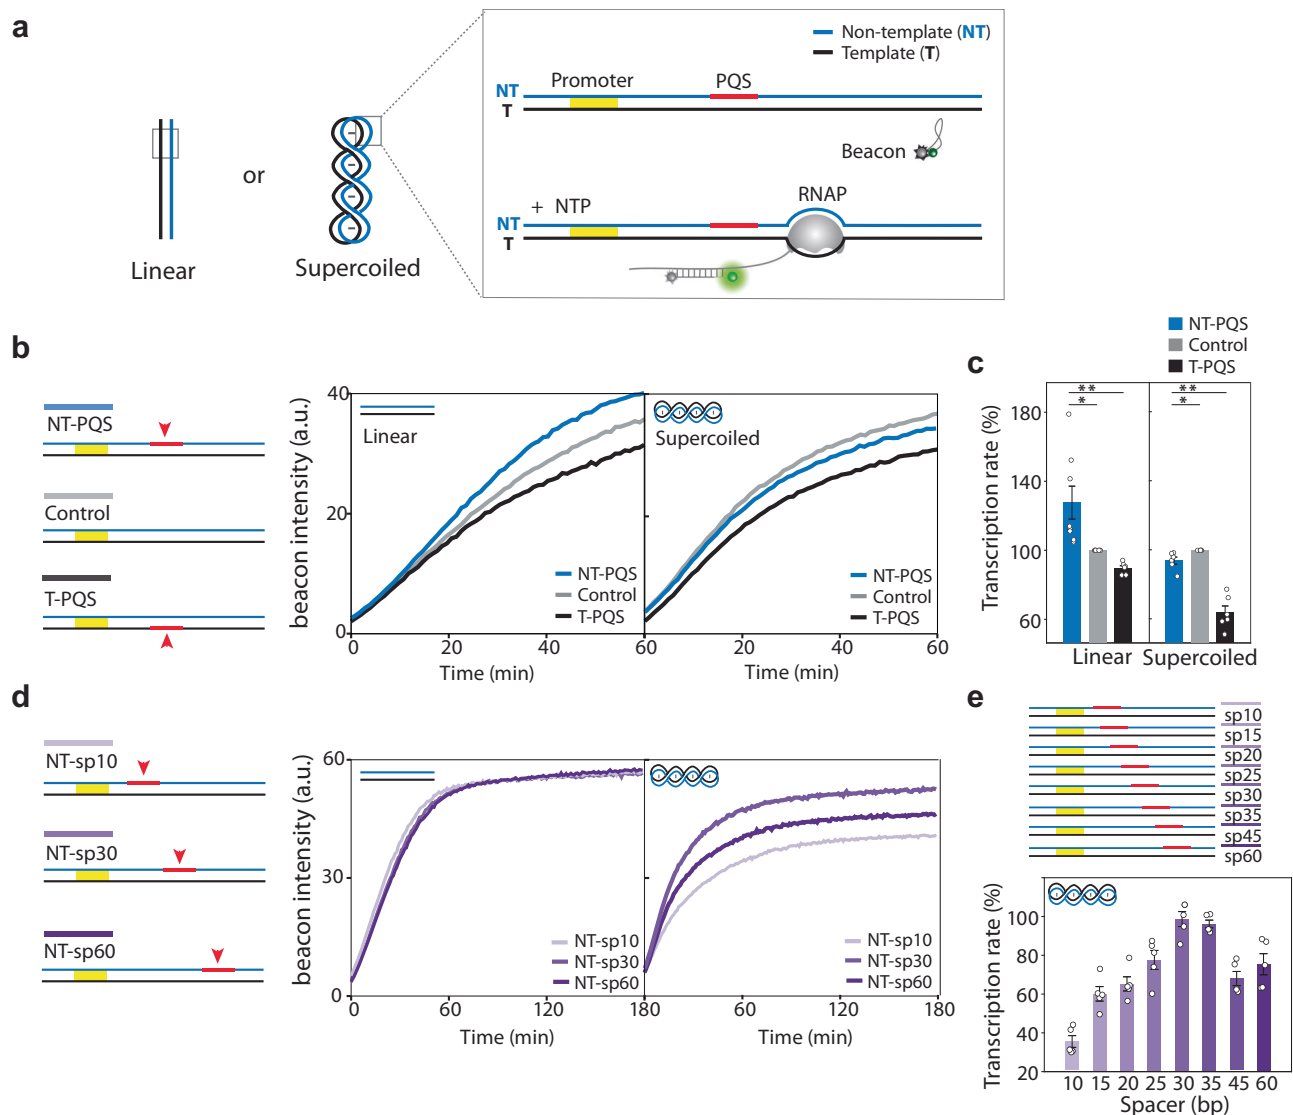 a
Non-template (NT)
Template (T)
Promoter
PQS
NT
T
Beacon
or
+ NTP
RNAP
NT
T
Linear
Supercoiled
b
NT-PQS
Control
T-PQS
beacon intensity (a.u.)
40
20
0
Linear
NT-PQS
Control
T-PQS
0
20
40
60
Time (min)
Supercoiled
NT-PQS
Control
T-PQS
20
40
60
Time (min)
c
NT-PQS
Control
T-PQS
Transcription rate (%)
180
140
100
60
**
*
**
*
Linear
Supercoiled
d
NT-sp10
NT-sp30
NT-sp60
beacon intensity (a.u.)
60
30
0
NT-sp10
NT-sp30
NT-sp60
0
60
120
180
Time (min)
NT-sp10
NT-sp30
NT-sp60
60
120
180
Time (min)
e
sp10
sp15
sp20
sp25
sp30
sp35
sp45
sp60
Transcription rate (%)
100
80
60
40
20
10 15 20 25 30 35 45 60
Spacer (bp)